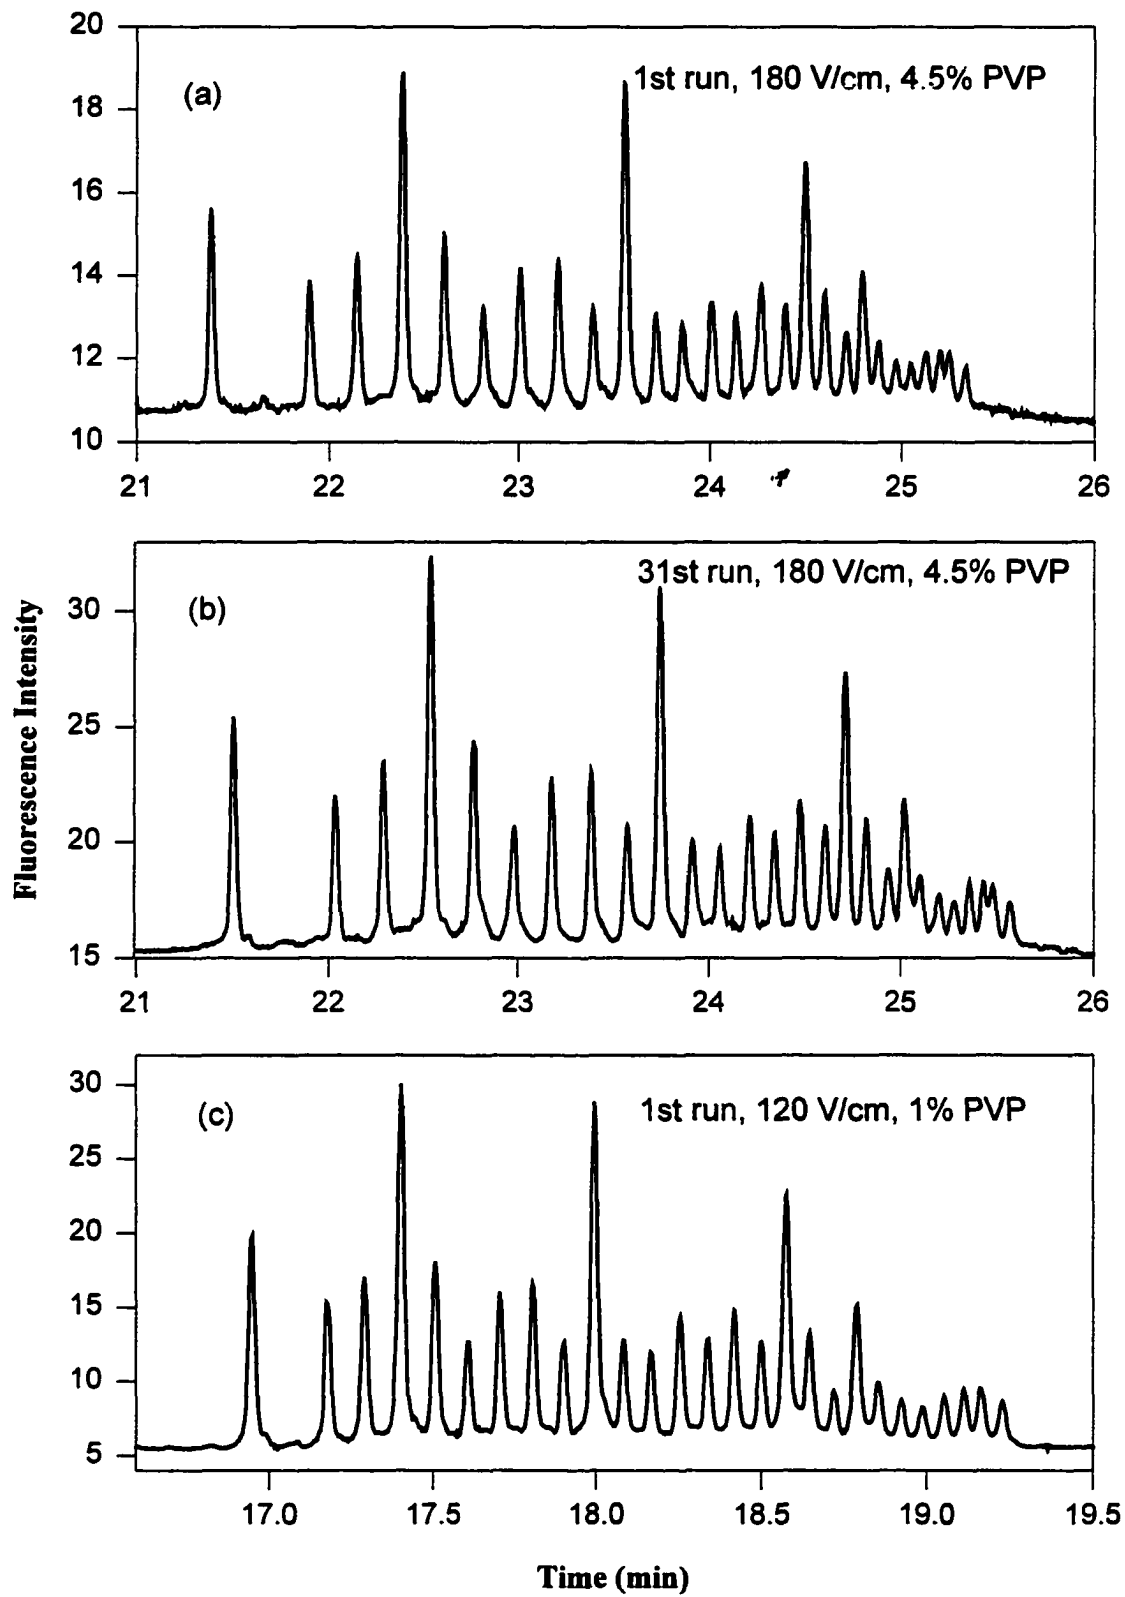 20
18
16
14
12
10
(a)
1st run, 180 V/cm, 4.5% PVP
21 22 23 24 25 26
Fluorescence Intensity
30
25
20
15
(b)
31st run, 180 V/cm, 4.5% PVP
21 22 23 24 25 26
30
25
20
15
10
5
(c)
1st run, 120 V/cm, 1% PVP
17.0 17.5 18.0 18.5 19.0 19.5
Time (min)